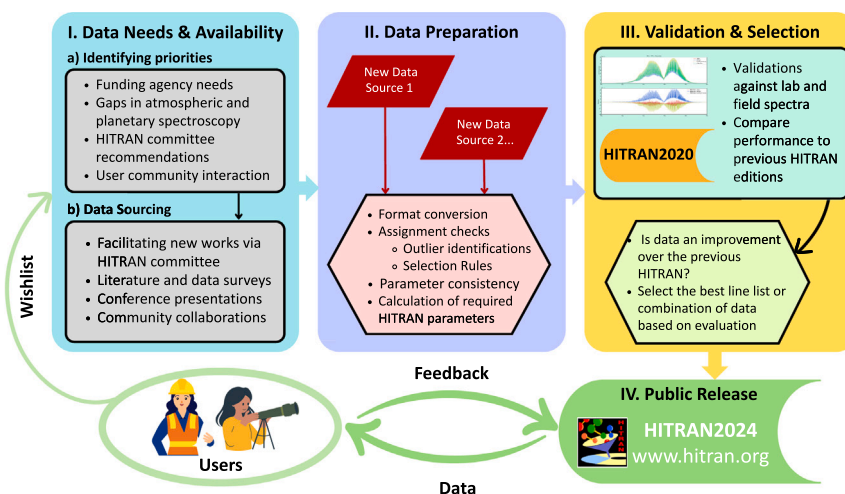 I. Data Needs & Availability
a) Identifying priorities
• Funding agency needs
• Gaps in atmospheric and
planetary spectroscopy
• HITRAN committee
recommendations
• User community interaction
b) Data Sourcing
• Facilitating new works via
HITRAN committee
• Literature and data surveys
• Conference presentations
• Community collaborations
II. Data Preparation
New Data
Source 1
New Data
Source 2...
• Format conversion
• Assignment checks
○ Outlier identifications
○ Selection Rules
• Parameter consistency
• Calculation of required
HITRAN parameters
III. Validation & Selection
HITRAN2020
• Validations
against lab and
field spectra
• Compare
performance to
previous HITRAN
editions
• Is data an improvement
over the previous
HITRAN?
• Select the best line list or
combination of data
based on evaluation
IV. Public Release
HITRAN
HITRAN2024
www.hitran.org
Wishlist
Users
Feedback
Data